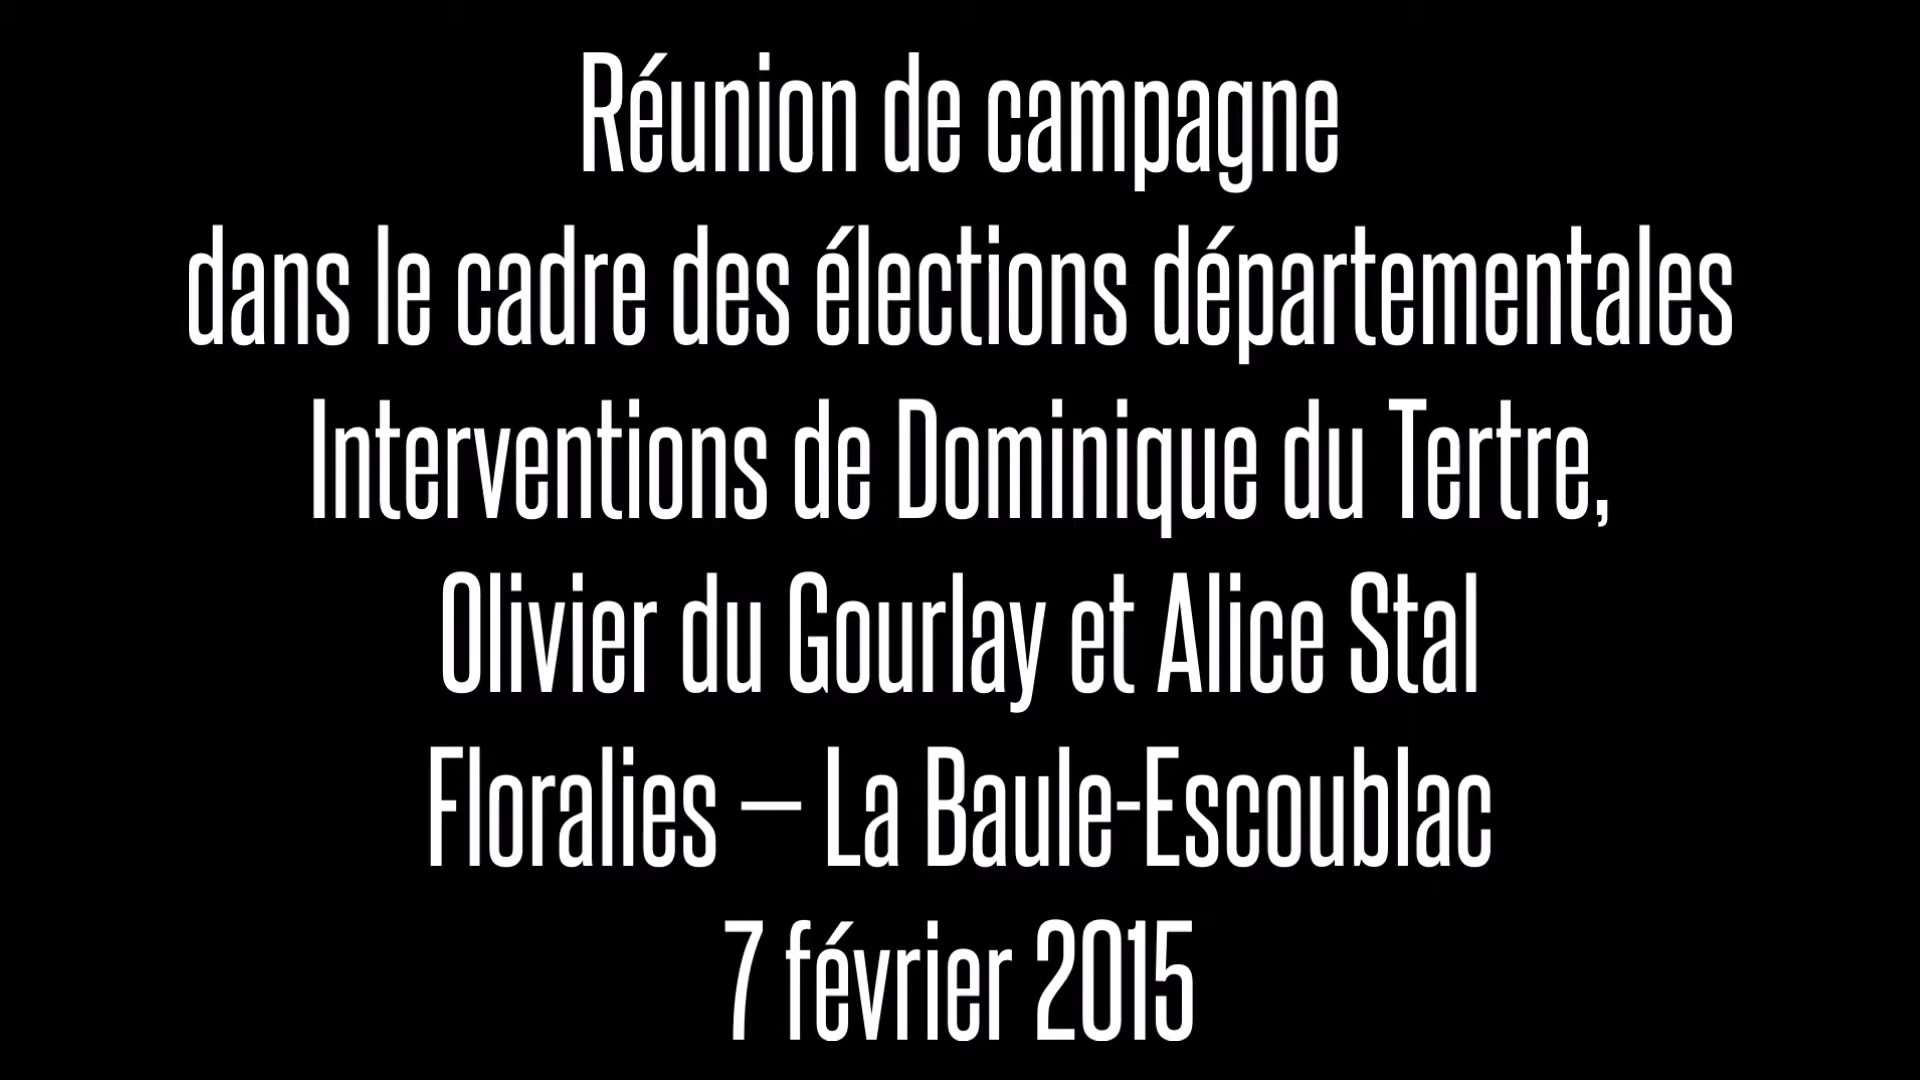 Réunion de campagne
dans le cadre des élections départementales
Interventions de Dominique du Tertre,
Olivier du Gourlay et Alice Stal
Floralies – La Baule-Escoublac
7 février 2015